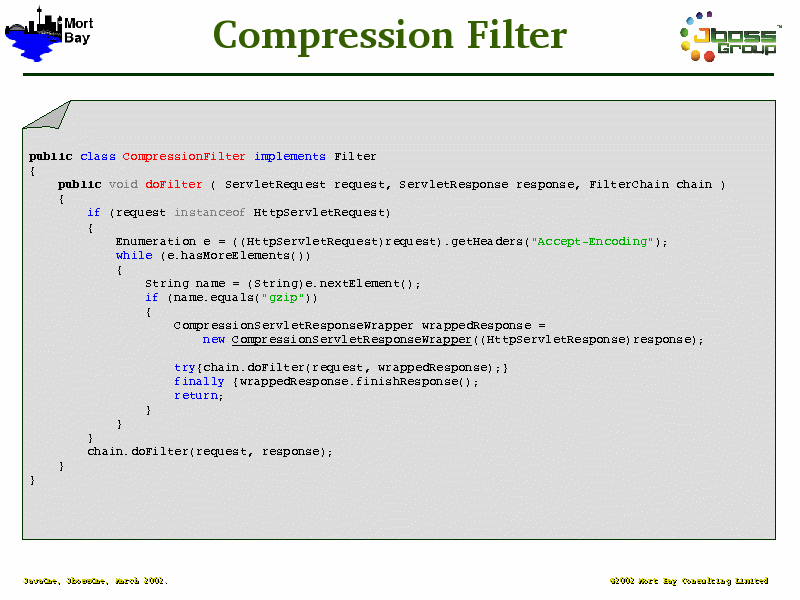 Mort
Bay
Compression Filter
JBoss
Group
TM
public class CompressionFilter implements Filter
{
public void doFilter ( ServletRequest request, ServletResponse response, FilterChain chain )
{
if (request instanceof HttpServletRequest)
{
Enumeration e = ((HttpServletRequest)request).getHeaders("Accept-Encoding");
while (e.hasMoreElements())
{
String name = (String)e.nextElement();
if (name.equals("gzip"))
{
CompressionServletResponseWrapper wrappedResponse =
new CompressionServletResponseWrapper((HttpServletResponse)response);
try{chain.doFilter(request, wrappedResponse);}
finally {wrappedResponse.finishResponse();
return;
}
}
}
chain.doFilter(request, response);
}
}
JavaOne, JbossOne, March 2002.
©2002 Mort Bay Consulting Limited